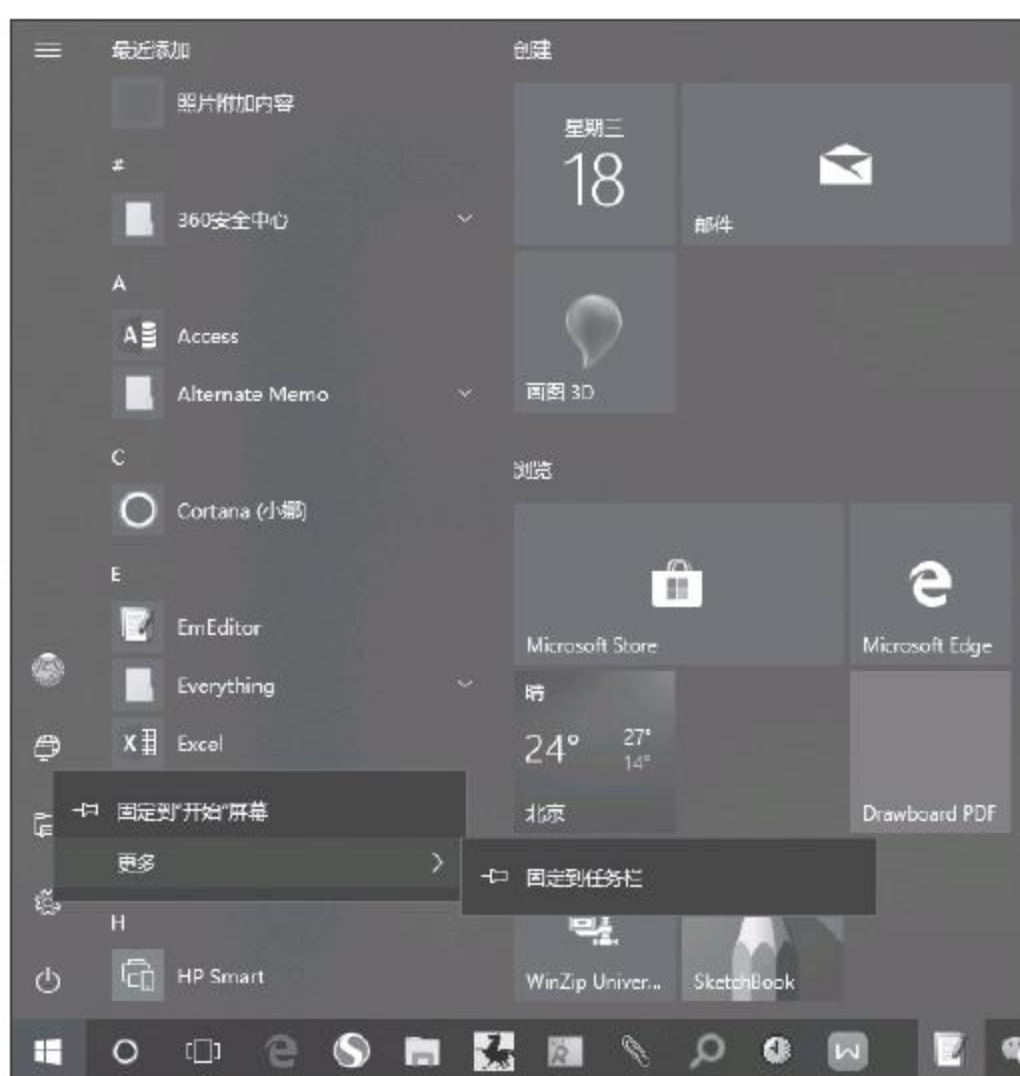 最近添加
照片附加内容
#
360安全中心
A
Access
Alternate Memo
C
Cortana (小娜)
E
EmEditor
Everything
Excel
固定到“开始”屏幕
更多
固定到任务栏
H
HP Smart
创建
星期三
18
邮件
画图 3D
浏览
Microsoft Store
Microsoft Edge
晴
24° 27°
14°
北京
Drawboard PDF
WinZip Univer...
SketchBook